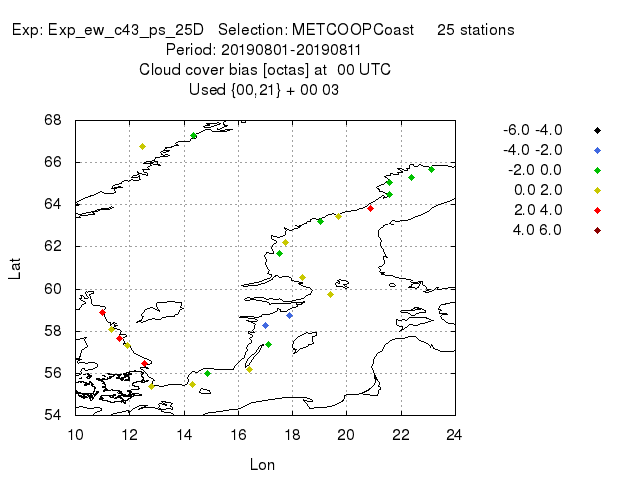 Exp: Exp_ew_c43_ps_25D Selection: METCOOPCoast 25 stations
Period: 20190801-20190811
Cloud cover bias [octas] at 00 UTC
Used {00,21} + 00 03
-6.0 -4.0
-4.0 -2.0
-2.0 0.0
0.0 2.0
2.0 4.0
4.0 6.0
68
66
64
62
60
58
56
54
Lat
10 12 14 16 18 20 22 24
Lon